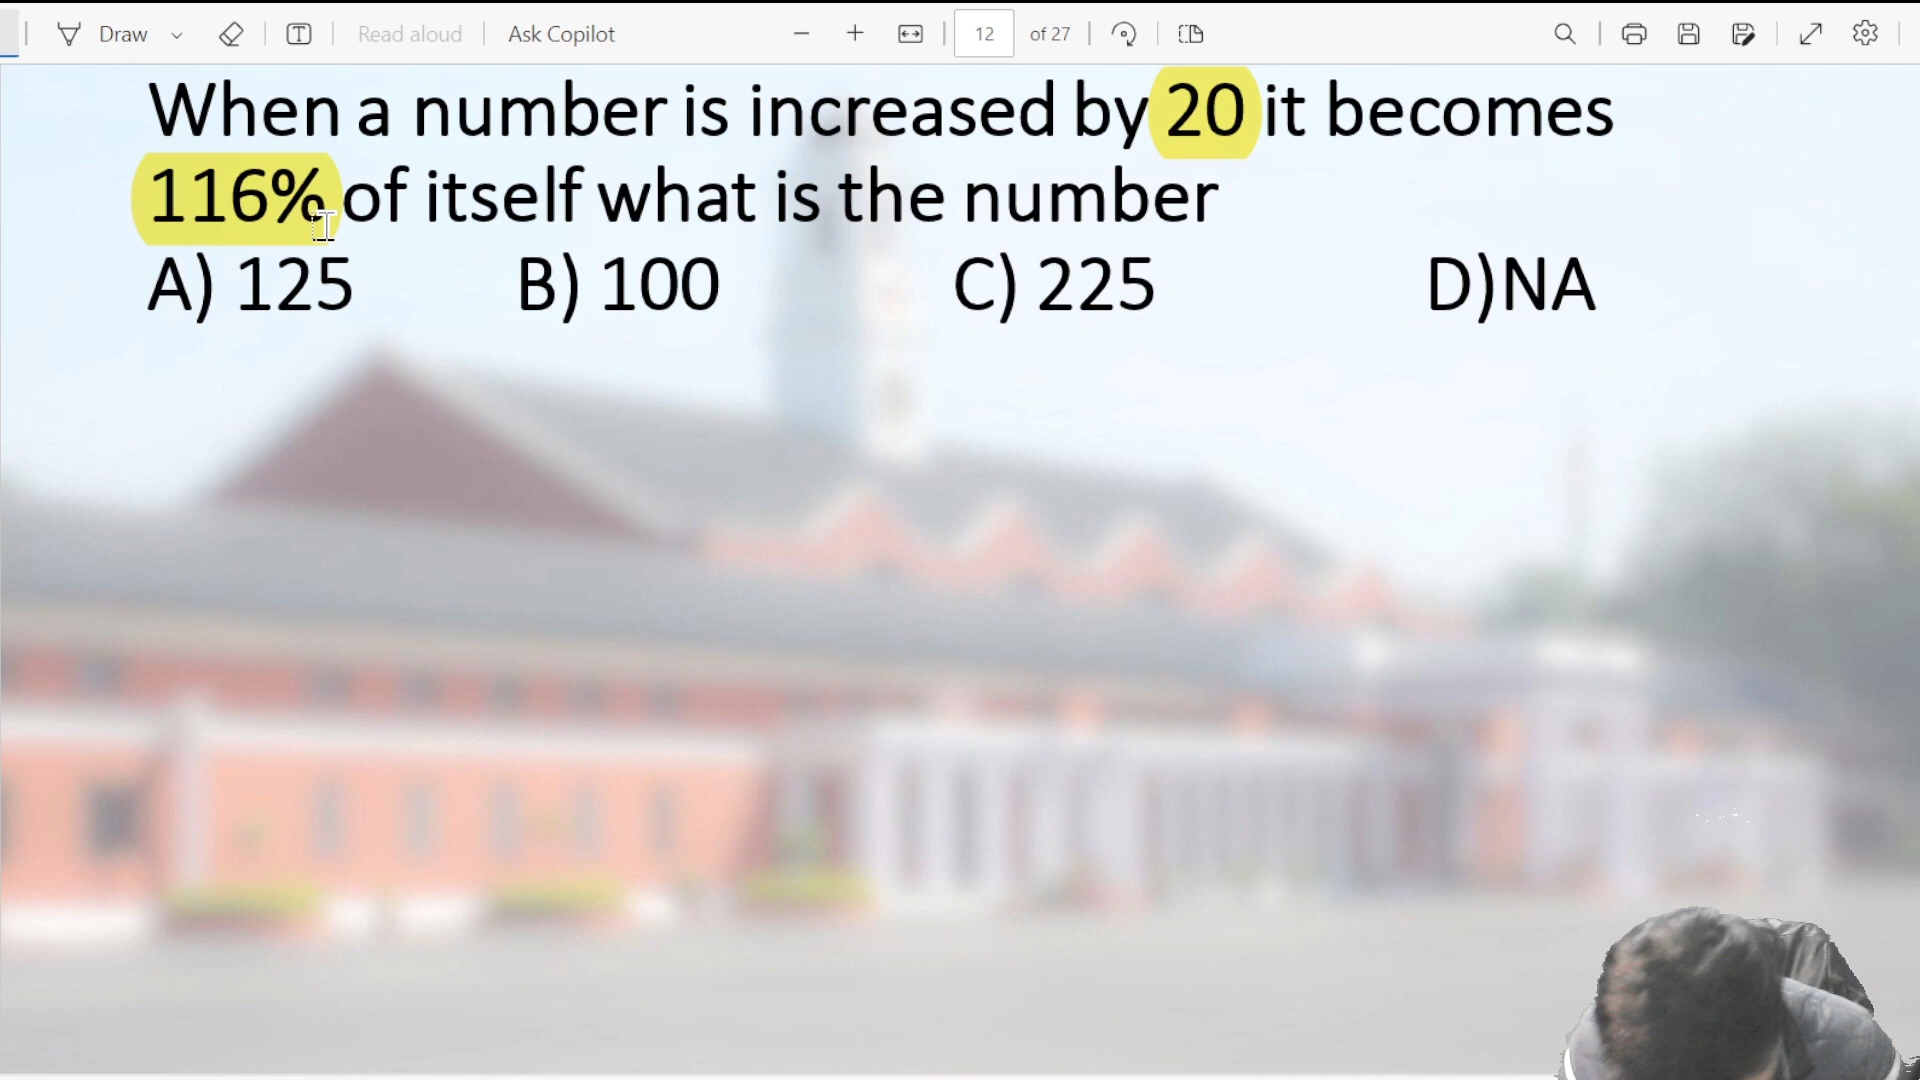 Draw Read aloud Ask Copilot 12 of 27
When a number is increased by 20 it becomes
116% of itself what is the number
A) 125 B) 100 C) 225 D)NA